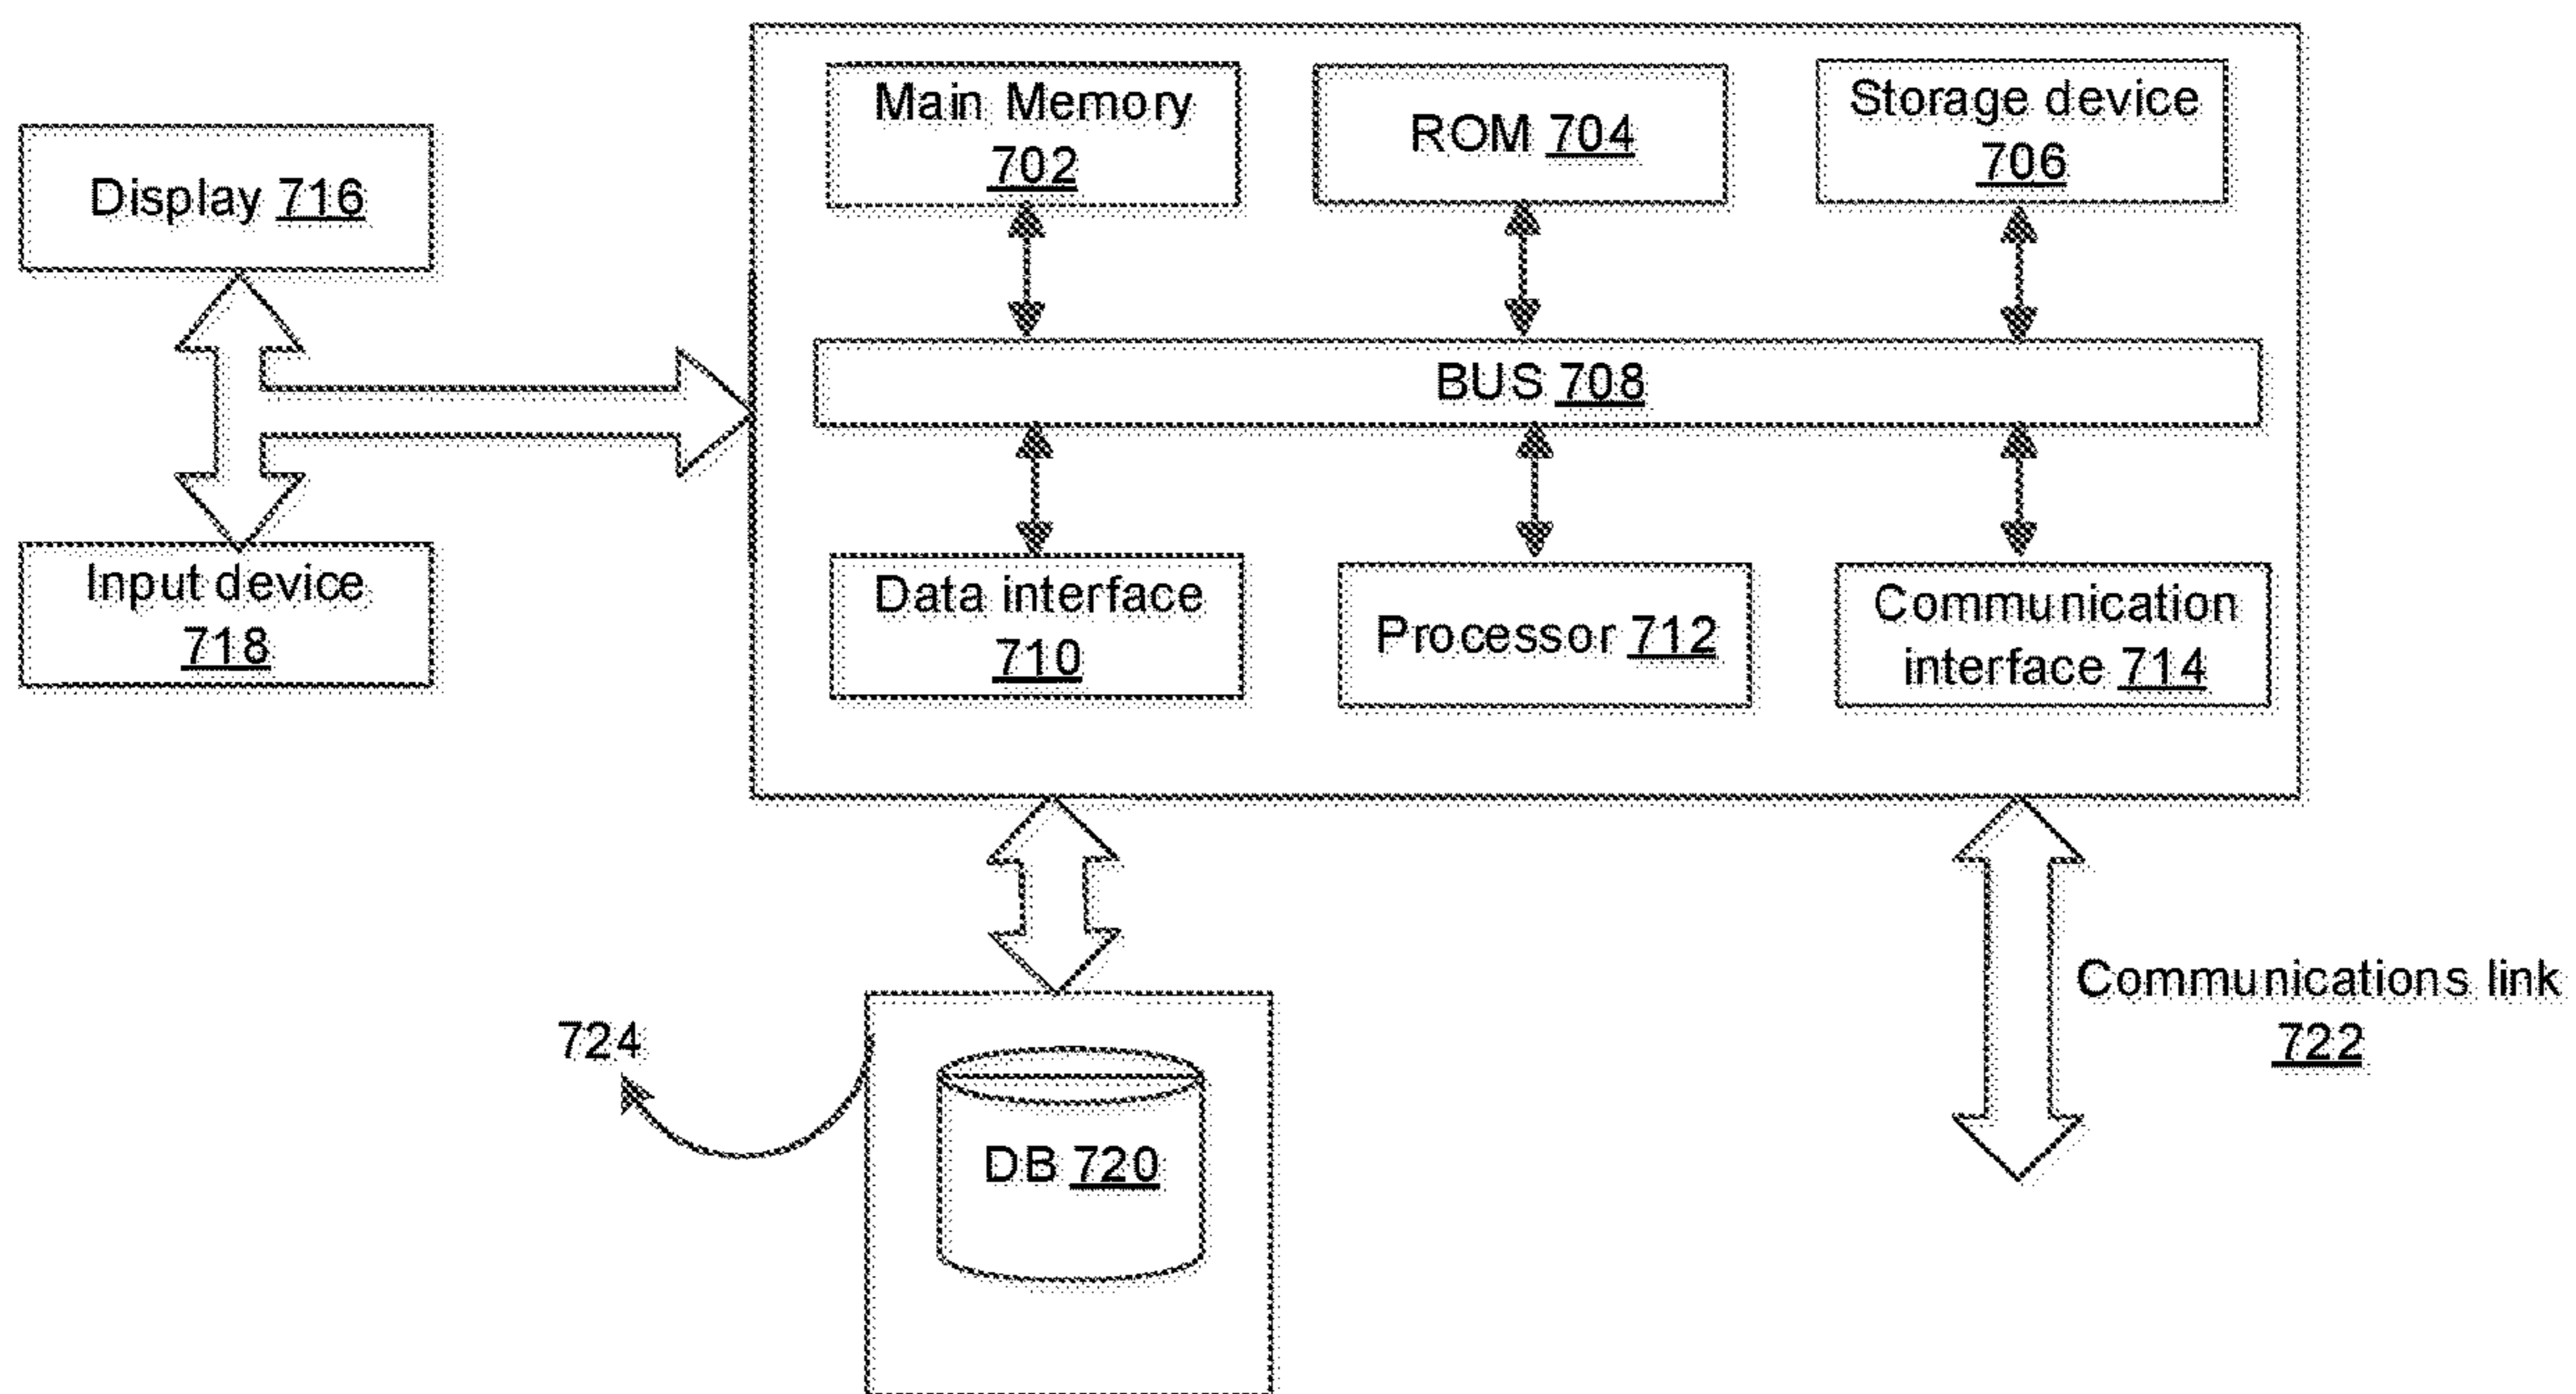 Main Memory
702
ROM 704
Storage device
706
Display 716
BUS 708
Input device
718
Data interface
710
Processor 712
Communication
interface 714
Communications link
722
724
DB 720